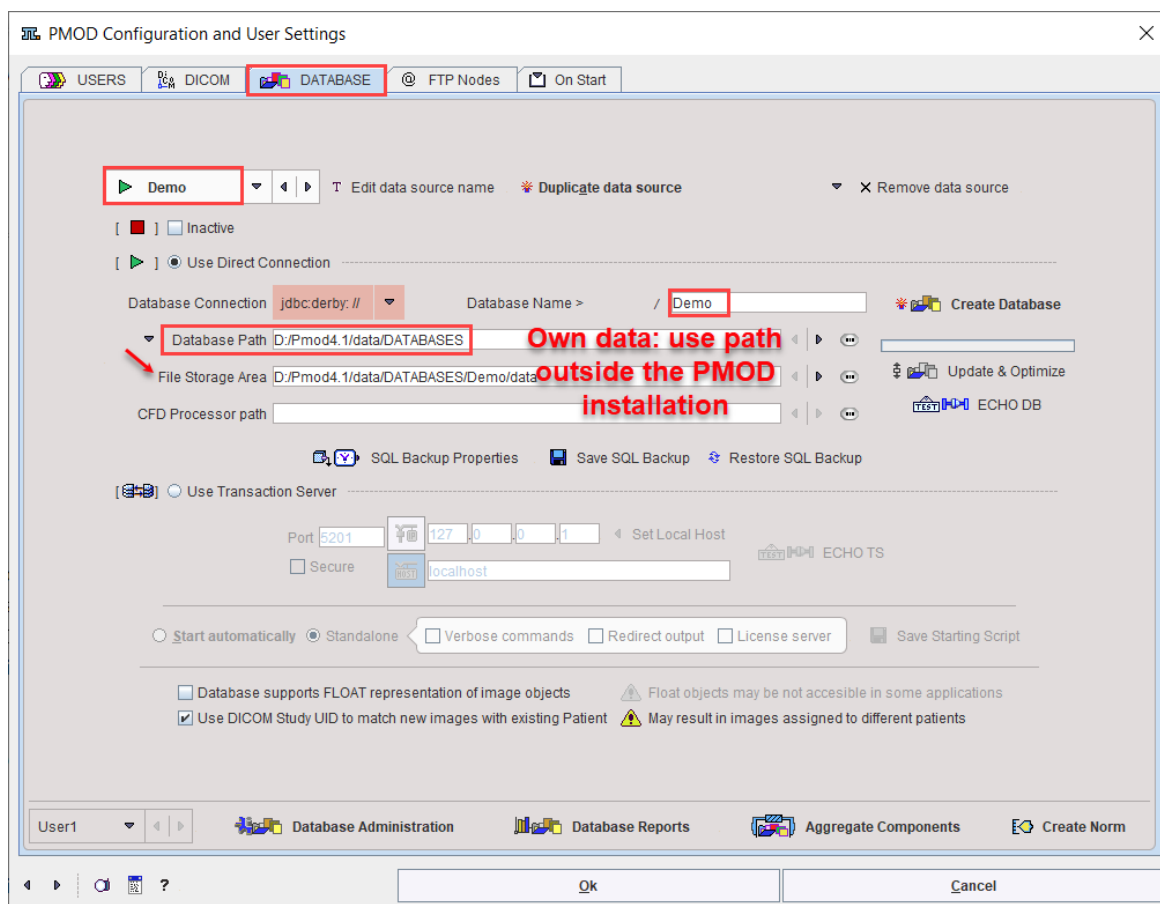 PMOD Configuration and User Settings
USERS DICOM DATABASE @ FTP Nodes On Start
Demo T Edit data source name Duplicate data source Remove data source
[ ] Inactive
[ ] Use Direct Connection
Database Connection jdbc:derby: // Database Name > / Demo Create Database
Database Path D:/Pmod4.1/data/DATABASES
Own data: use path
File Storage Area D:/Pmod4.1/data/DATABASES/Demo/data Update & Optimize
outside the PMOD
CFD Processor path TEST ECHO DB
installation
SQL Backup Properties Save SQL Backup Restore SQL Backup
[ ] Use Transaction Server
Port 5201 127 .0 .0 .1 Set Local Host
TEST ECHO TS
Secure HOST localhost
Start automatically Standalone Verbose commands Redirect output License server Save Starting Script
Database supports FLOAT representation of image objects Float objects may be not accesible in some applications
Use DICOM Study UID to match new images with existing Patient May result in images assigned to different patients
User1 Database Administration Database Reports Aggregate Components Create Norm
? Ok Cancel